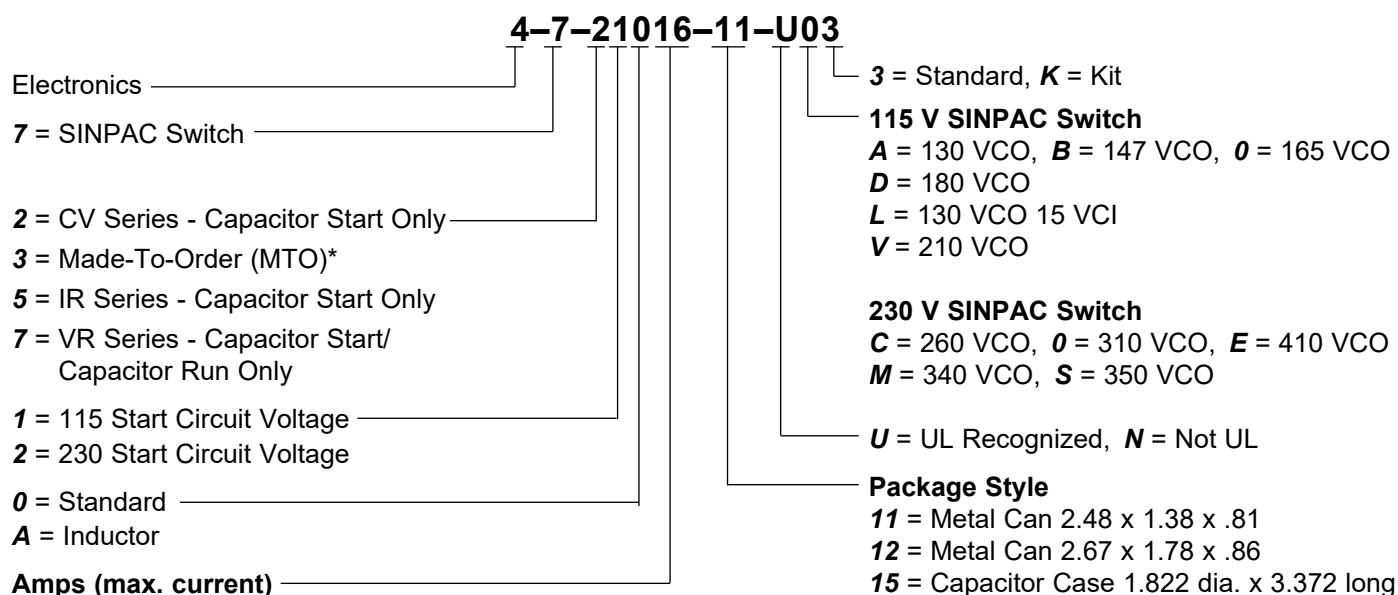 4–7–21016–11–U03
Electronics
7 = SINPAC Switch
2 = CV Series - Capacitor Start Only
3 = Made-To-Order (MTO)*
5 = IR Series - Capacitor Start Only
7 = VR Series - Capacitor Start/
Capacitor Run Only
1 = 115 Start Circuit Voltage
2 = 230 Start Circuit Voltage
0 = Standard
A = Inductor
Amps (max. current)
3 = Standard, K = Kit
115 V SINPAC Switch
A = 130 VCO, B = 147 VCO, 0 = 165 VCO
D = 180 VCO
L = 130 VCO 15 VCI
V = 210 VCO
230 V SINPAC Switch
C = 260 VCO, 0 = 310 VCO, E = 410 VCO
M = 340 VCO, S = 350 VCO
U = UL Recognized, N = Not UL
Package Style
11 = Metal Can 2.48 x 1.38 x .81
12 = Metal Can 2.67 x 1.78 x .86
15 = Capacitor Case 1.822 dia. x 3.372 long